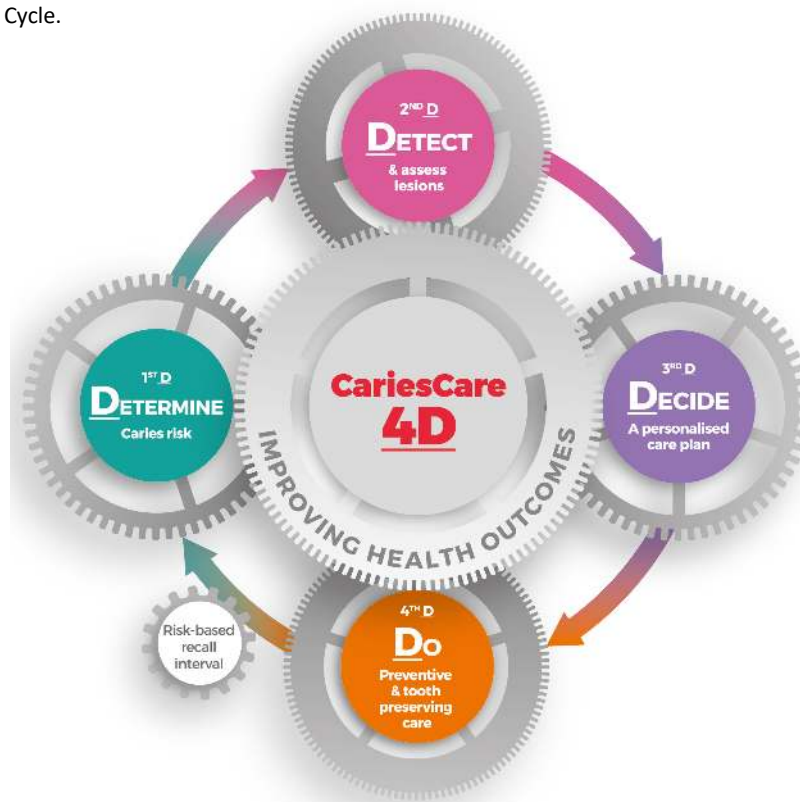 Cycle.
2ND D
DETECT
& assess
lesions
1ST D
DETERMINE
Caries risk
CariesCare
4D
3RD D
DECIDE
A personalised
care plan
IMPROVING HEALTH OUTCOMES
4TH D
DO
Preventive
& tooth
preserving
care
Risk-based
recall
interval